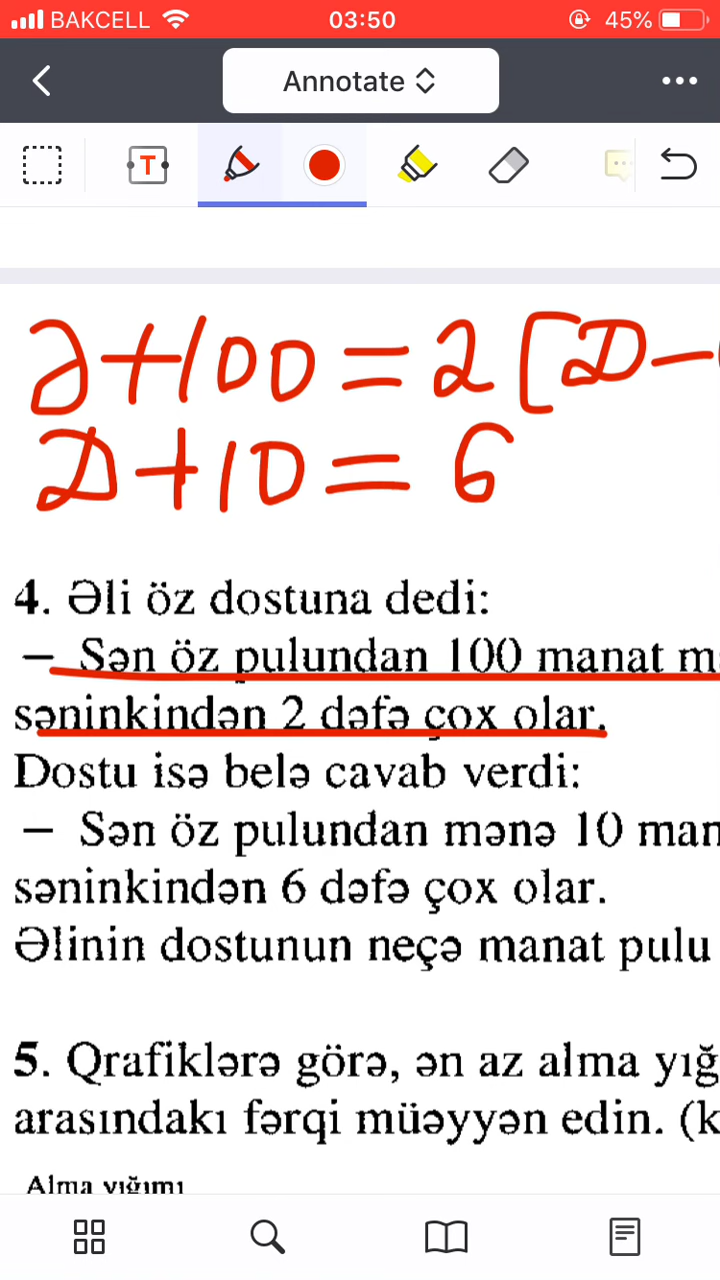 BAKCELL 03:50 45%
Annotate
T
Ə+100=2[D-
D+10=6
4. Əli öz dostuna dedi:
– Sən öz pulundan 100 manat
səninkindən 2 dəfə çox olar.
Dostu isə belə cavab verdi:
– Sən öz pulundan mənə 10 man
səninkindən 6 dəfə çox olar.
Əlinin dostunun neçə manat pulu
5. Qrafiklərə görə, ən az alma yığ
arasındakı fərqi müəyyən edin. (k
Alma yığımı